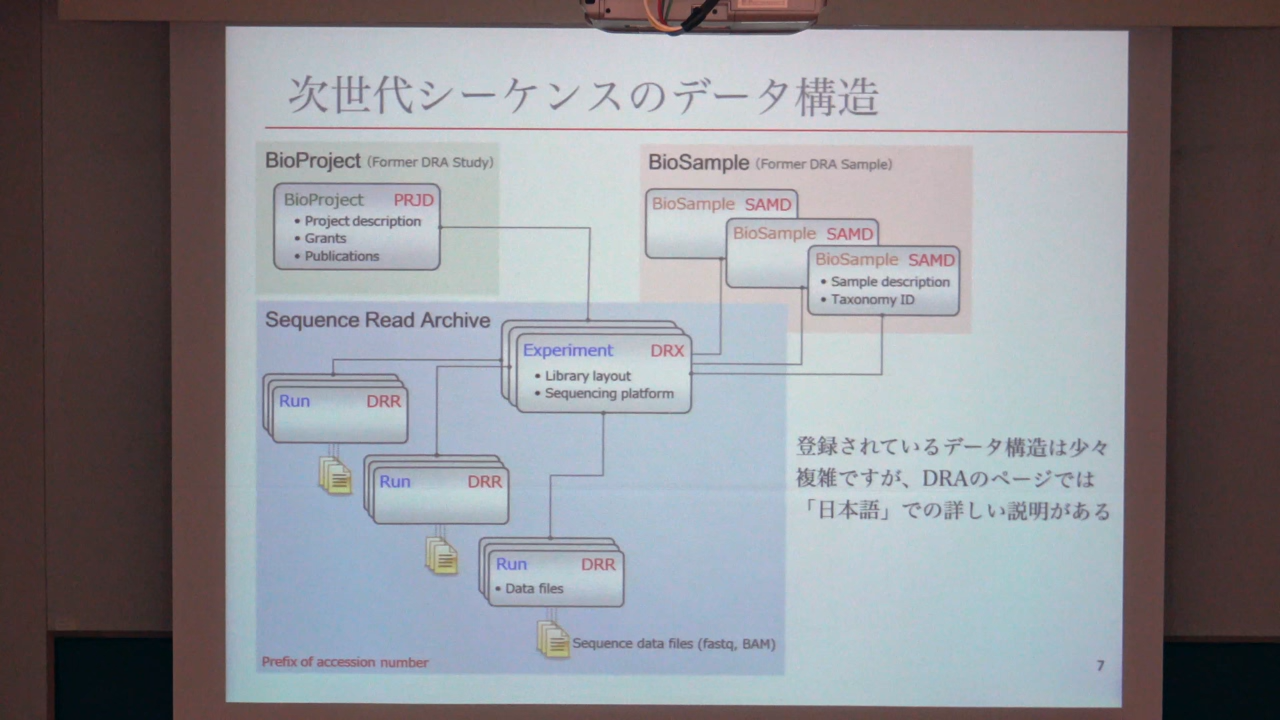 次世代シーケンスのデータ構造
BioProject (Former DRA Study)
BioProject PRJD
• Project description
• Grants
• Publications
BioSample (Former DRA Sample)
BioSample SAMD
BioSample SAMD
BioSample SAMD
• Sample description
• Taxonomy ID
Sequence Read Archive
Experiment DRX
• Library layout
• Sequencing platform
Run DRR
Run DRR
Run DRR
• Data files
Sequence data files (fastq, BAM)
Prefix of accession number
登録されているデータ構造は少々
複雑ですが、DRAのページでは
「日本語」での詳しい説明がある
7